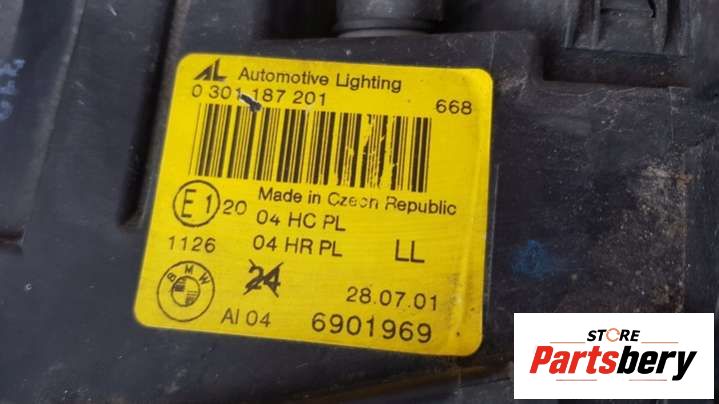 AL Automotive Lighting
0 301 187 201 668
Made in Czech Republic
E1 20 04 HC PL
1126 04 HR PL LL
24
BMW 28.07.01
AI 04 6901969
STORE
Partsbery